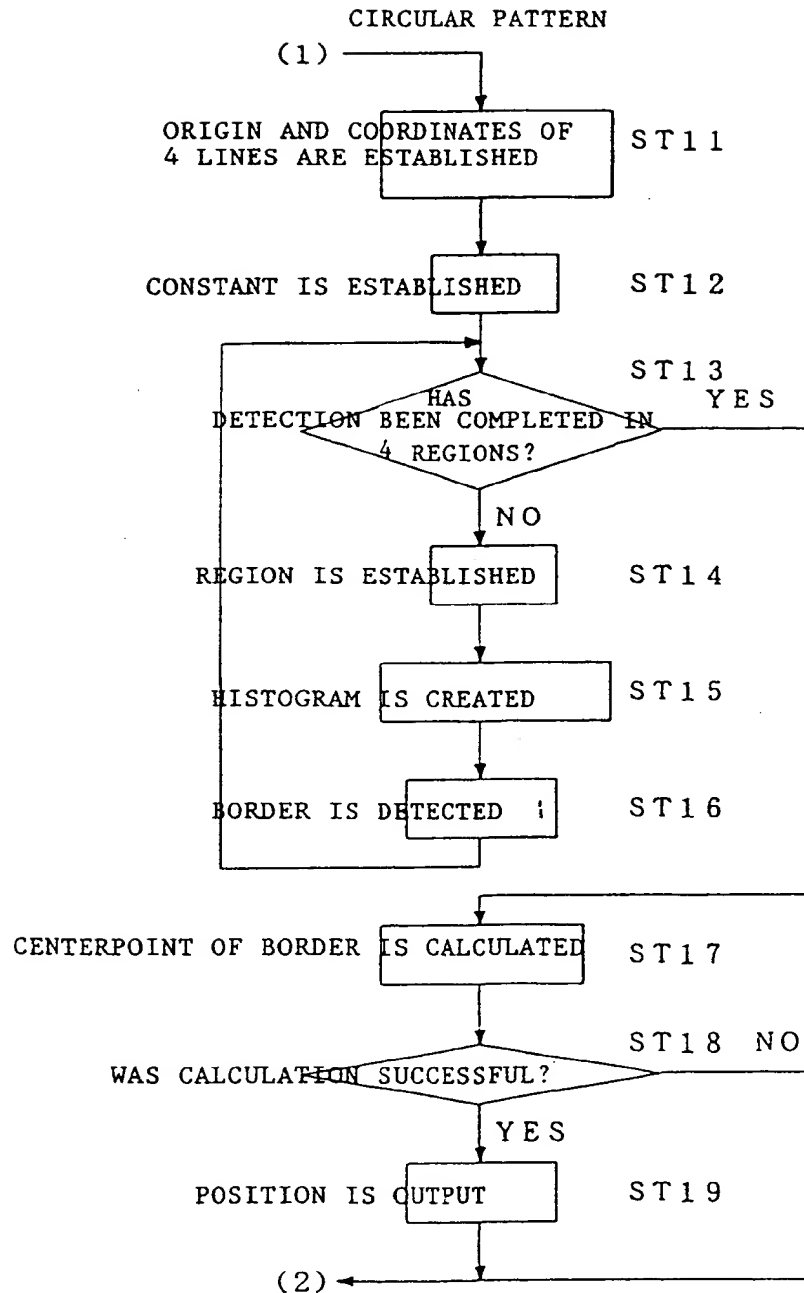 CIRCULAR PATTERN
(1)
ORIGIN AND COORDINATES OF
4 LINES ARE ESTABLISHED
ST11
CONSTANT IS ESTABLISHED
ST12
ST13
HAS
DETECTION BEEN COMPLETED IN
4 REGIONS?
YES
NO
REGION IS ESTABLISHED
ST14
HISTOGRAM IS CREATED
ST15
BORDER IS DETECTED
ST16
CENTERPOINT OF BORDER IS CALCULATED
ST17
ST18 NO
WAS CALCULATION SUCCESSFUL?
YES
POSITION IS OUTPUT
ST19
(2)